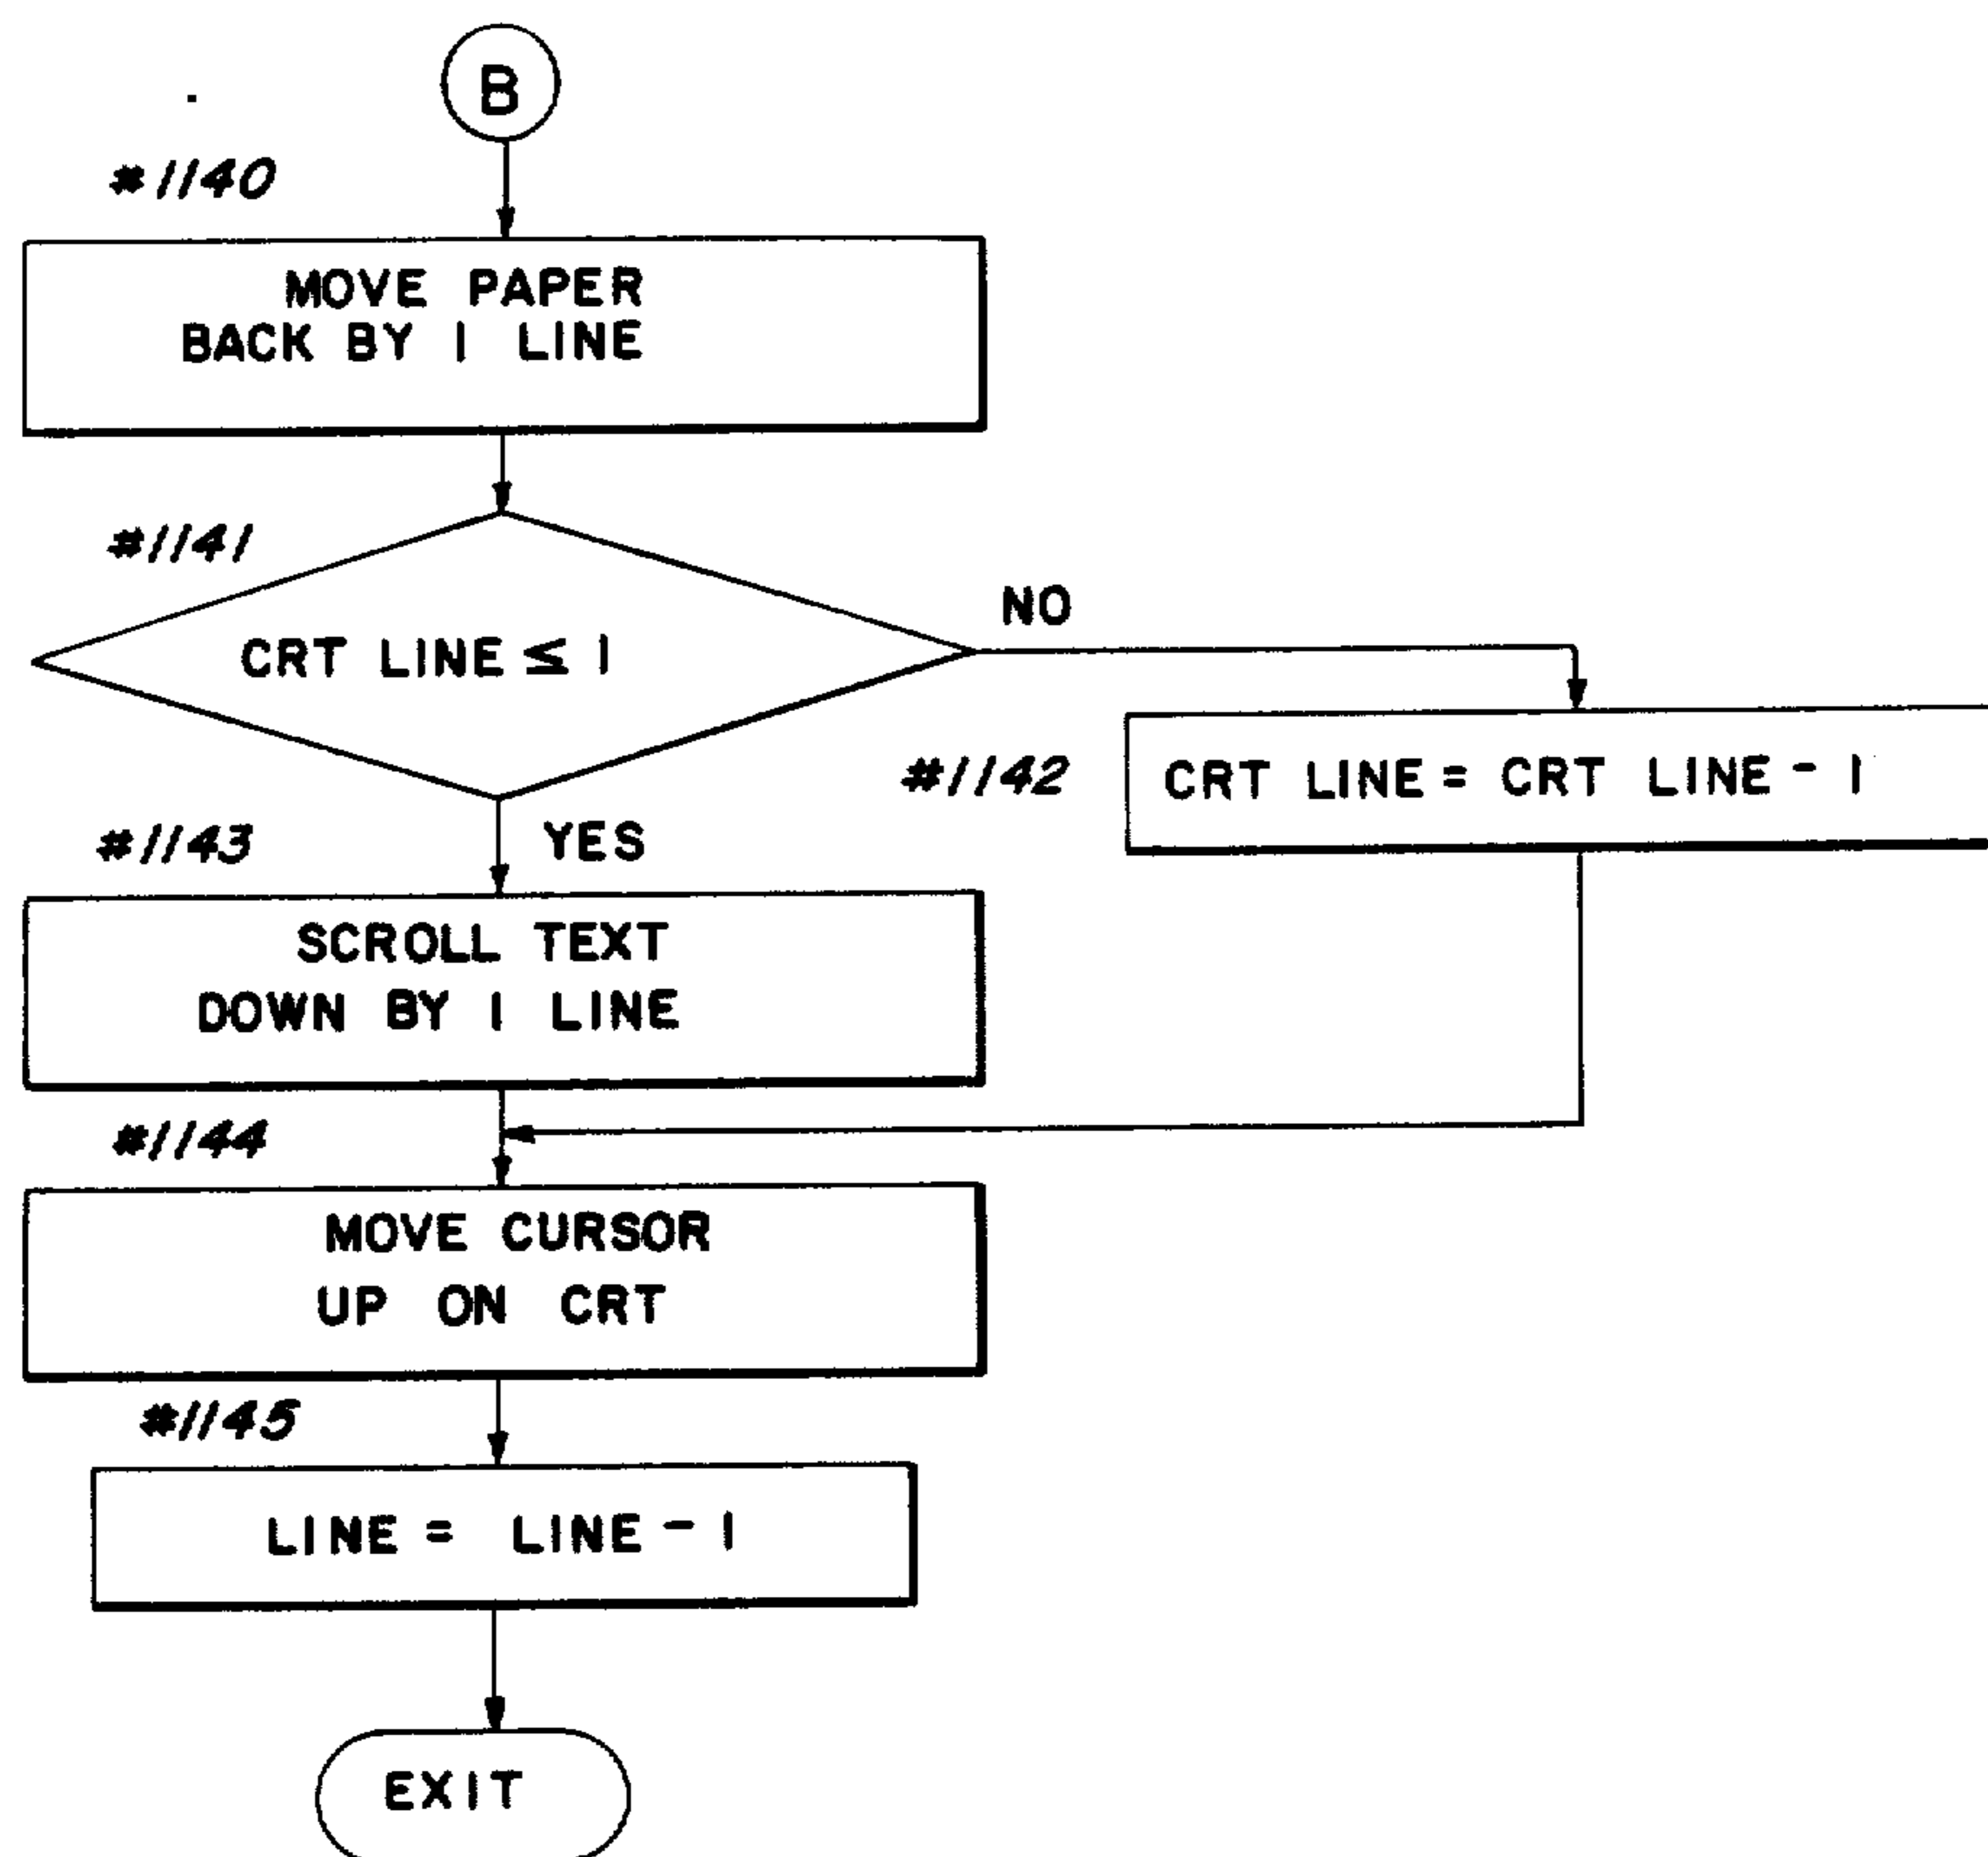 B
#1140
MOVE PAPER
BACK BY 1 LINE
#1141
CRT LINE ≤ 1
NO
#1142
CRT LINE = CRT LINE - 1
#1143
YES
SCROLL TEXT
DOWN BY 1 LINE
#1144
MOVE CURSOR
UP ON CRT
#1145
LINE = LINE - 1
EXIT